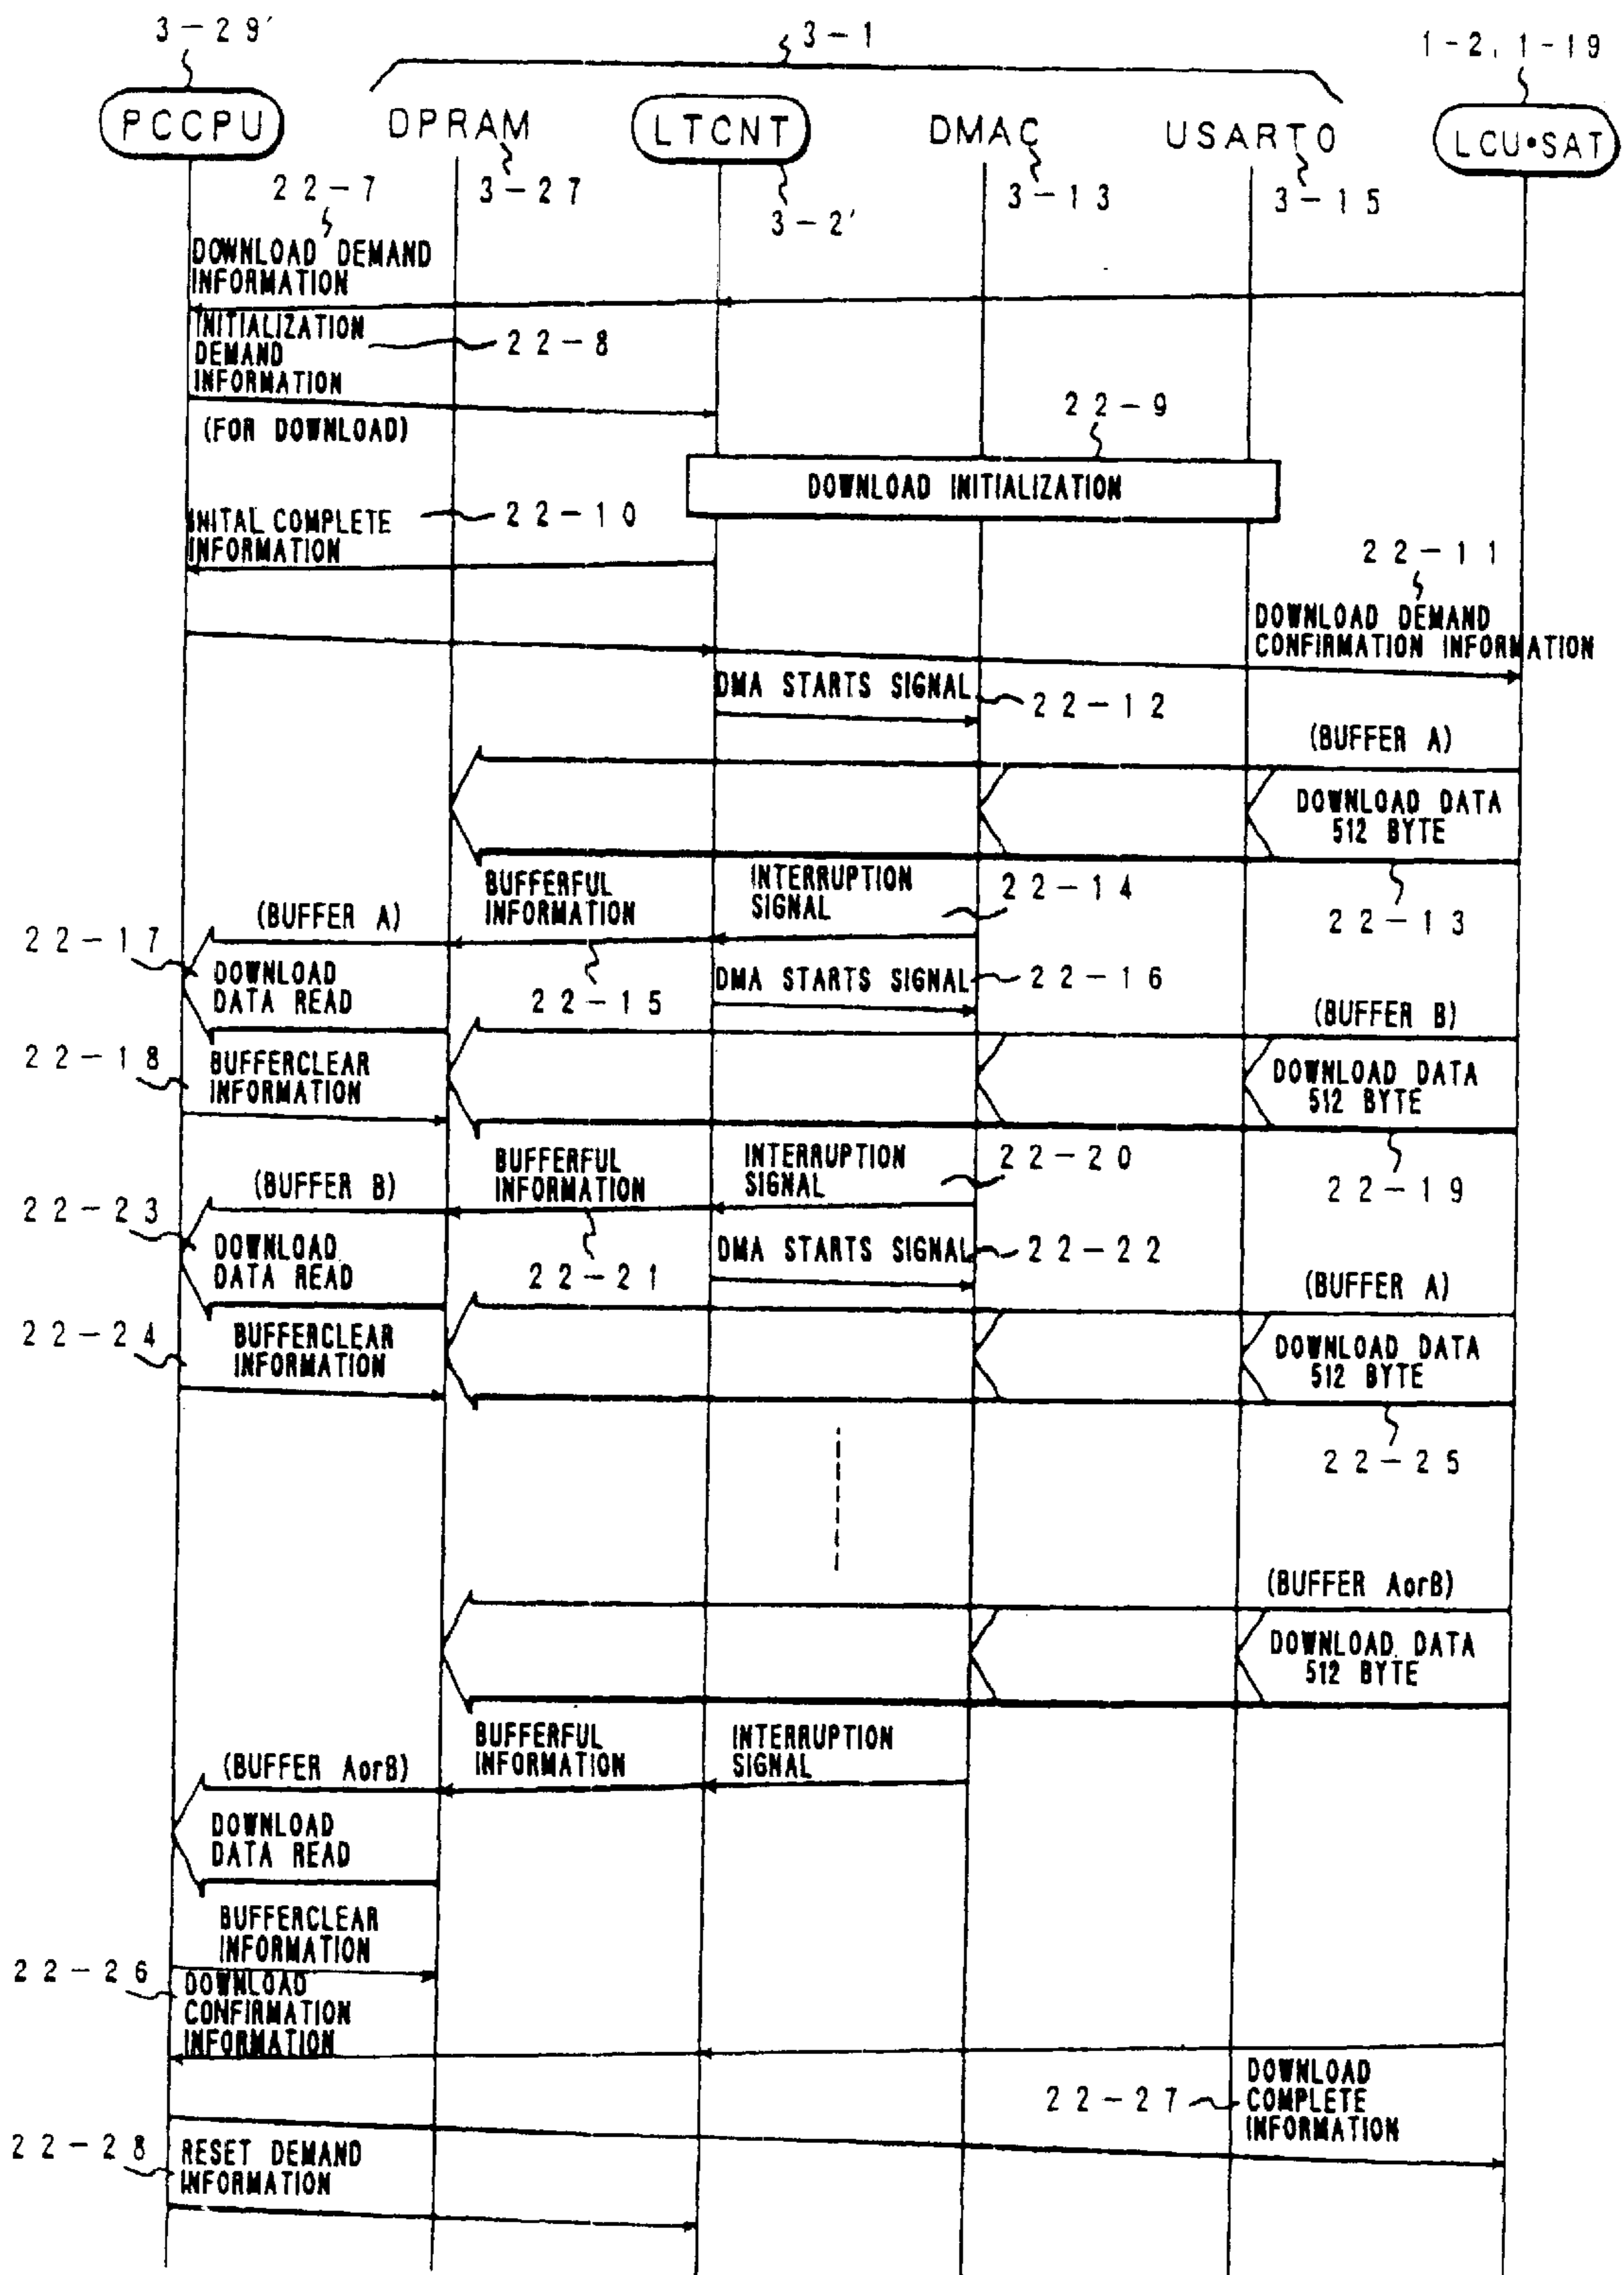 3-29'
3-1
1-2, 1-19
PCCPU
DPRAM
LTCNT
DMAC
USART0
LCU•SAT
22-7
3-27
3-2'
3-13
3-15
DOWNLOAD DEMAND
INFORMATION
INITIALIZATION
DEMAND
INFORMATION
22-8
(FOR DOWNLOAD)
22-9
DOWNLOAD INITIALIZATION
INITAL COMPLETE
INFORMATION
22-10
22-11
DOWNLOAD DEMAND
CONFIRMATION INFORMATION
DMA STARTS SIGNAL
22-12
(BUFFER A)
DOWNLOAD DATA
512 BYTE
22-13
BUFFERFUL
INFORMATION
INTERRUPTION
SIGNAL
22-14
22-17
(BUFFER A)
DOWNLOAD
DATA READ
22-15
DMA STARTS SIGNAL
22-16
(BUFFER B)
22-18
BUFFERCLEAR
INFORMATION
DOWNLOAD DATA
512 BYTE
22-19
BUFFERFUL
INFORMATION
INTERRUPTION
SIGNAL
22-20
22-23
(BUFFER B)
DOWNLOAD
DATA READ
22-21
DMA STARTS SIGNAL
22-22
(BUFFER A)
22-24
BUFFERCLEAR
INFORMATION
DOWNLOAD DATA
512 BYTE
22-25
(BUFFER AorB)
DOWNLOAD DATA
512 BYTE
BUFFERFUL
INFORMATION
INTERRUPTION
SIGNAL
(BUFFER AorB)
DOWNLOAD
DATA READ
BUFFERCLEAR
INFORMATION
22-26
DOWNLOAD
CONFIRMATION
INFORMATION
22-27
DOWNLOAD
COMPLETE
INFORMATION
22-28
RESET DEMAND
INFORMATION